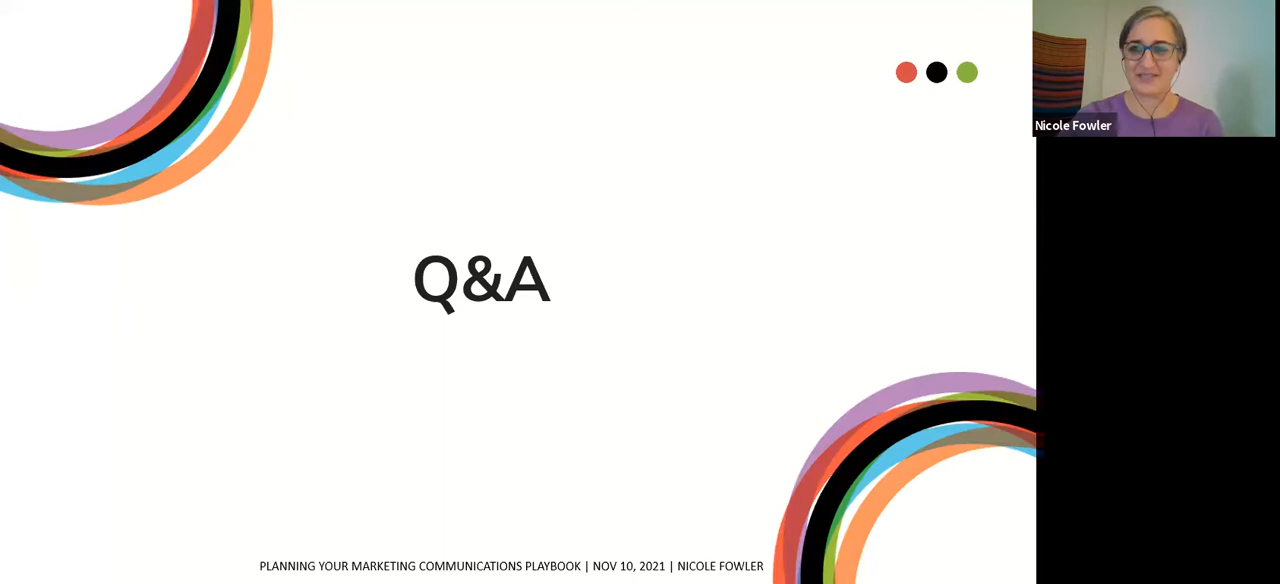 Nicole Fowler
Q&A
PLANNING YOUR MARKETING COMMUNICATIONS PLAYBOOK | NOV 10, 2021 | NICOLE FOWLER